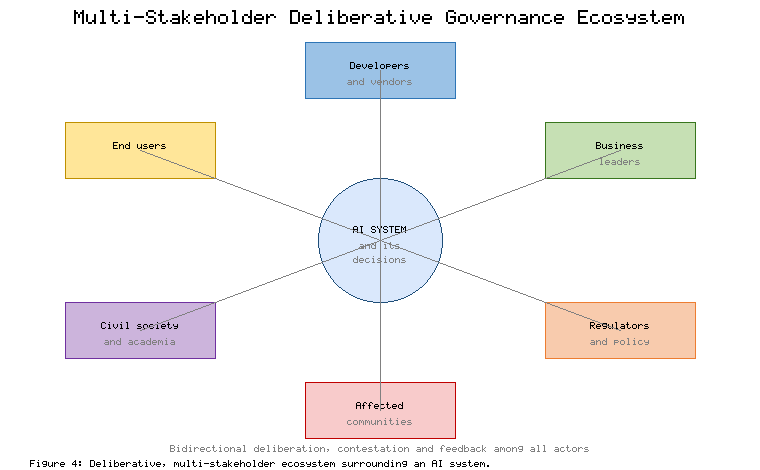 Multi-Stakeholder Deliberative Governance Ecosystem
Developers
and vendors
End users
Business
leaders
AI SYSTEM
and its
decisions
Civil society
and academia
Regulators
and policy
Affected
communities
Bidirectional deliberation, contestation and feedback among all actors
Figure 4: Deliberative, multi-stakeholder ecosystem surrounding an AI system.